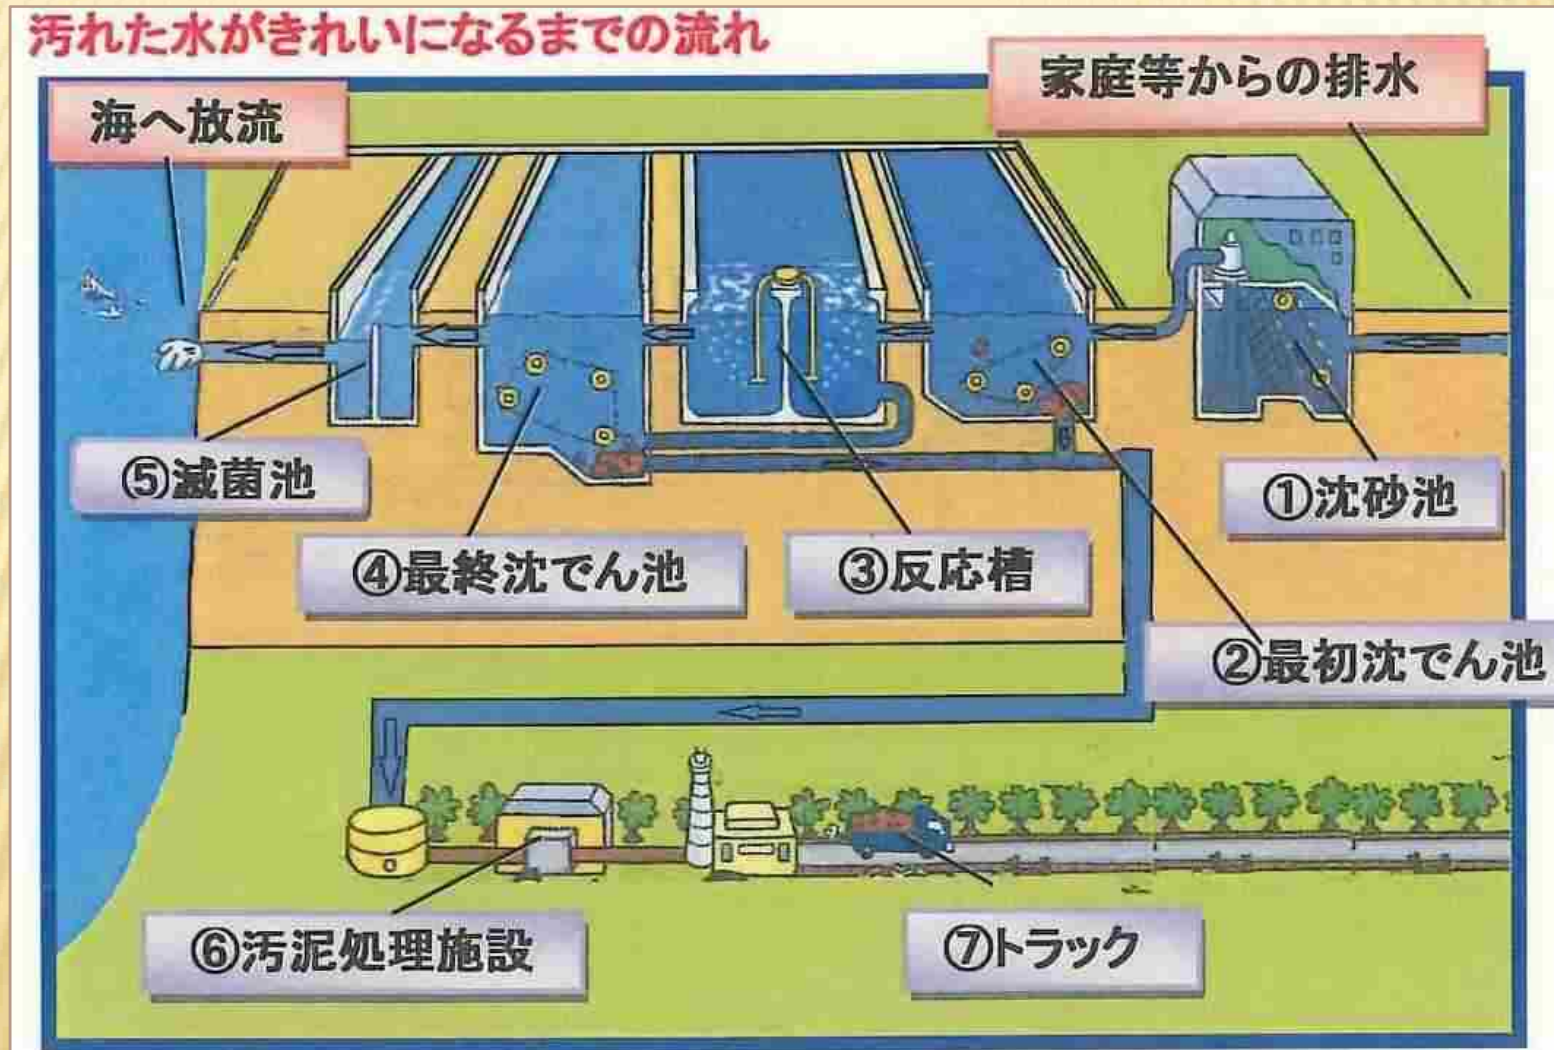 汚れた水がきれいになるまでの流れ
海へ放流
家庭等からの排水
⑤滅菌池
①沈砂池
④最終沈でん池
③反応槽
②最初沈でん池
⑥汚泥処理施設
⑦トラック